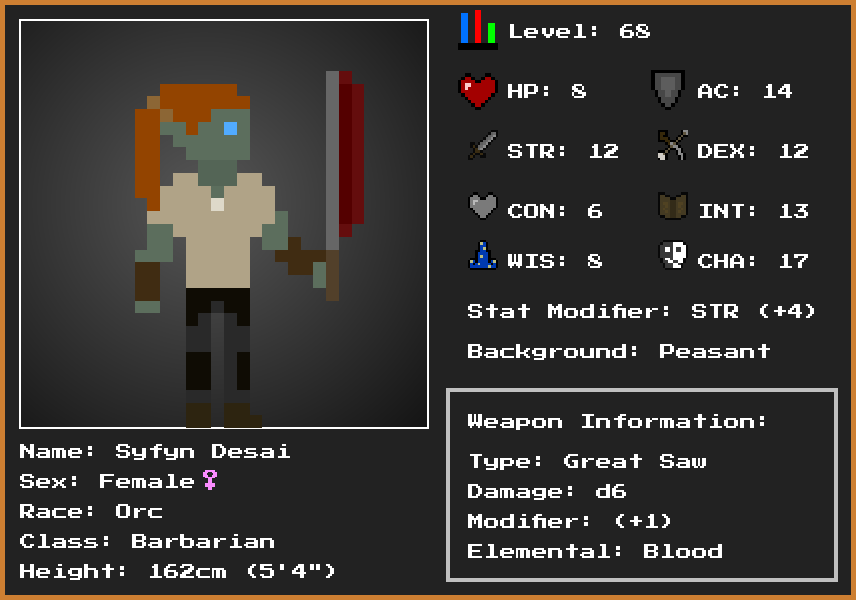 Level: 68
HP: 8
AC: 14
STR: 12
DEX: 12
CON: 6
INT: 13
WIS: 8
CHA: 17
Stat Modifier: STR (+4)
Background: Peasant
Weapon Information:
Type: Great Saw
Damage: d6
Modifier: (+1)
Elemental: Blood
Name: Syfyn Desai
Sex: Female♀
Race: Orc
Class: Barbarian
Height: 162cm (5'4")